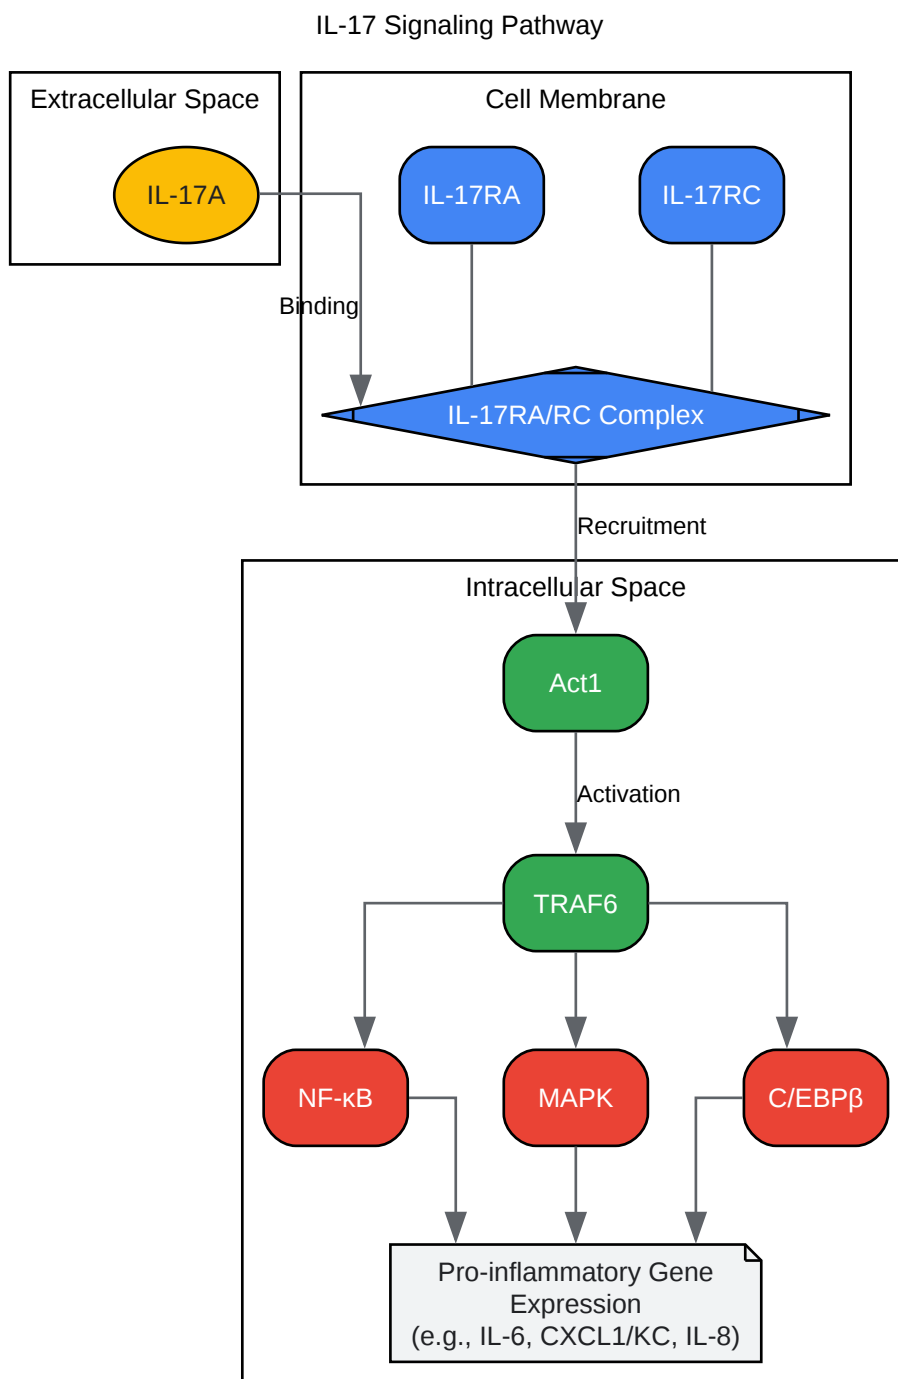 IL-17 Signaling Pathway
Extracellular Space
Cell Membrane
IL-17A
IL-17RA
IL-17RC
Binding
IL-17RA/RC Complex
Recruitment
Intracellular Space
Act1
Activation
TRAF6
NF-κB
MAPK
C/EBPβ
Pro-inflammatory Gene
Expression
(e.g., IL-6, CXCL1/KC, IL-8)